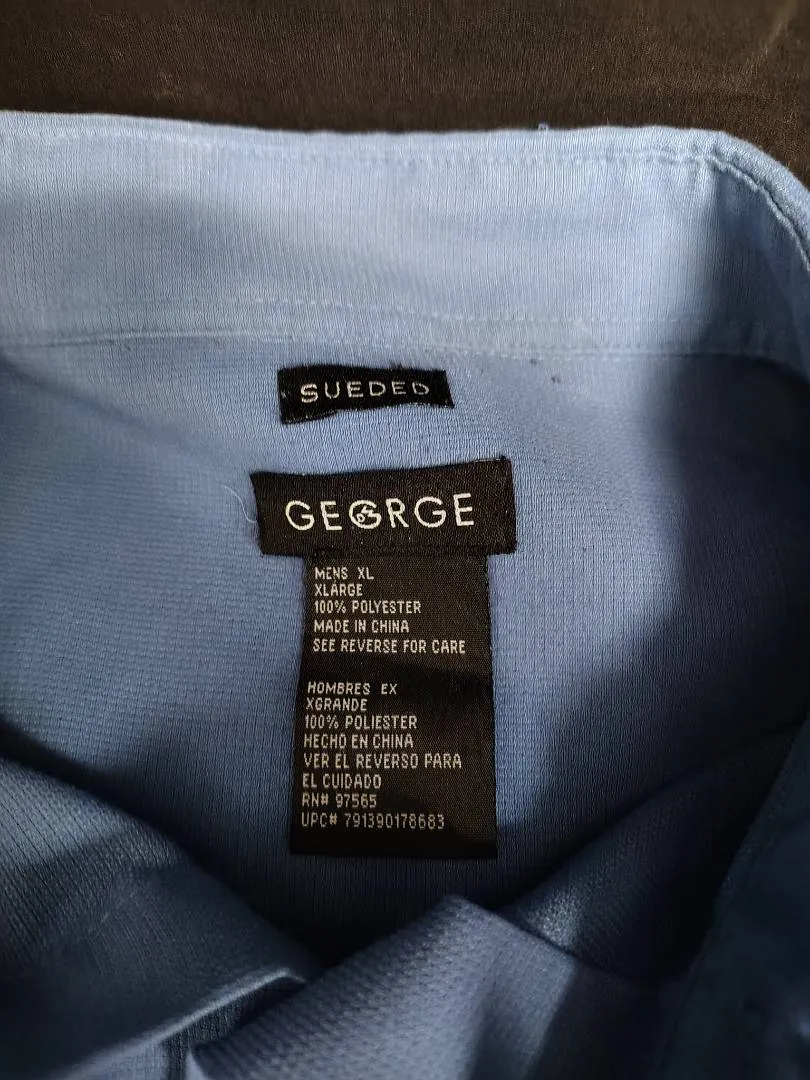 SUEDED
GEORGE
MENS XL
XLARGE
100% POLYESTER
MADE IN CHINA
SEE REVERSE FOR CARE
HOMBRES EX
XGRANDE
100% POLIESTER
HECHO EN CHINA
VER EL REVERSO PARA
EL CUIDADO
RN# 97565
UPC# 791390178683